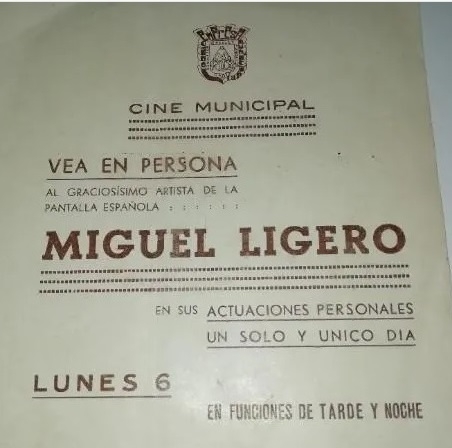 CINE MUNICIPAL
VEA EN PERSONA
AL GRACIOSÍSIMO ARTISTA DE LA
PANTALLA ESPAÑOLA : : : : : :
MIGUEL LIGERO
EN SUS ACTUACIONES PERSONALES
UN SOLO Y UNICO DIA
LUNES 6
EN FUNCIONES DE TARDE Y NOCHE